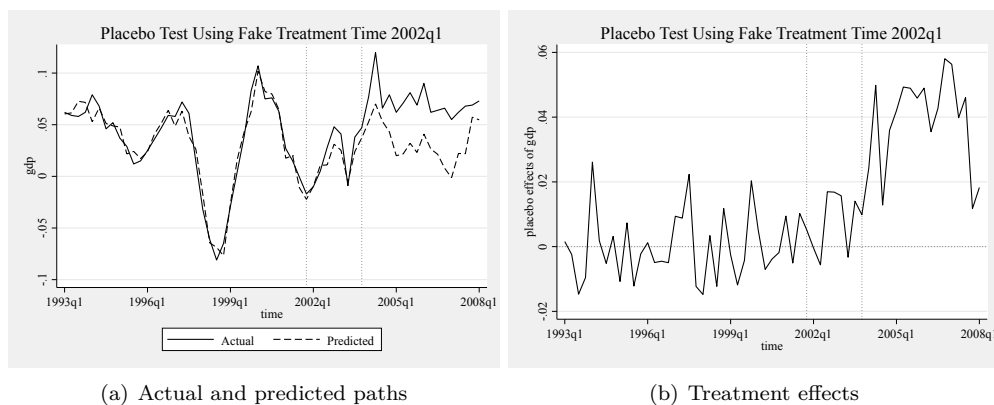 Placebo Test Using Fake Treatment Time 2002q1
gdp
.1
.05
0
-.05
-.1
1993q1 1996q1 1999q1 2002q1 2005q1 2008q1
time
Actual Predicted
(a) Actual and predicted paths
Placebo Test Using Fake Treatment Time 2002q1
placebo effects of gdp
.06
.04
.02
0
-.02
1993q1 1996q1 1999q1 2002q1 2005q1 2008q1
time
(b) Treatment effects